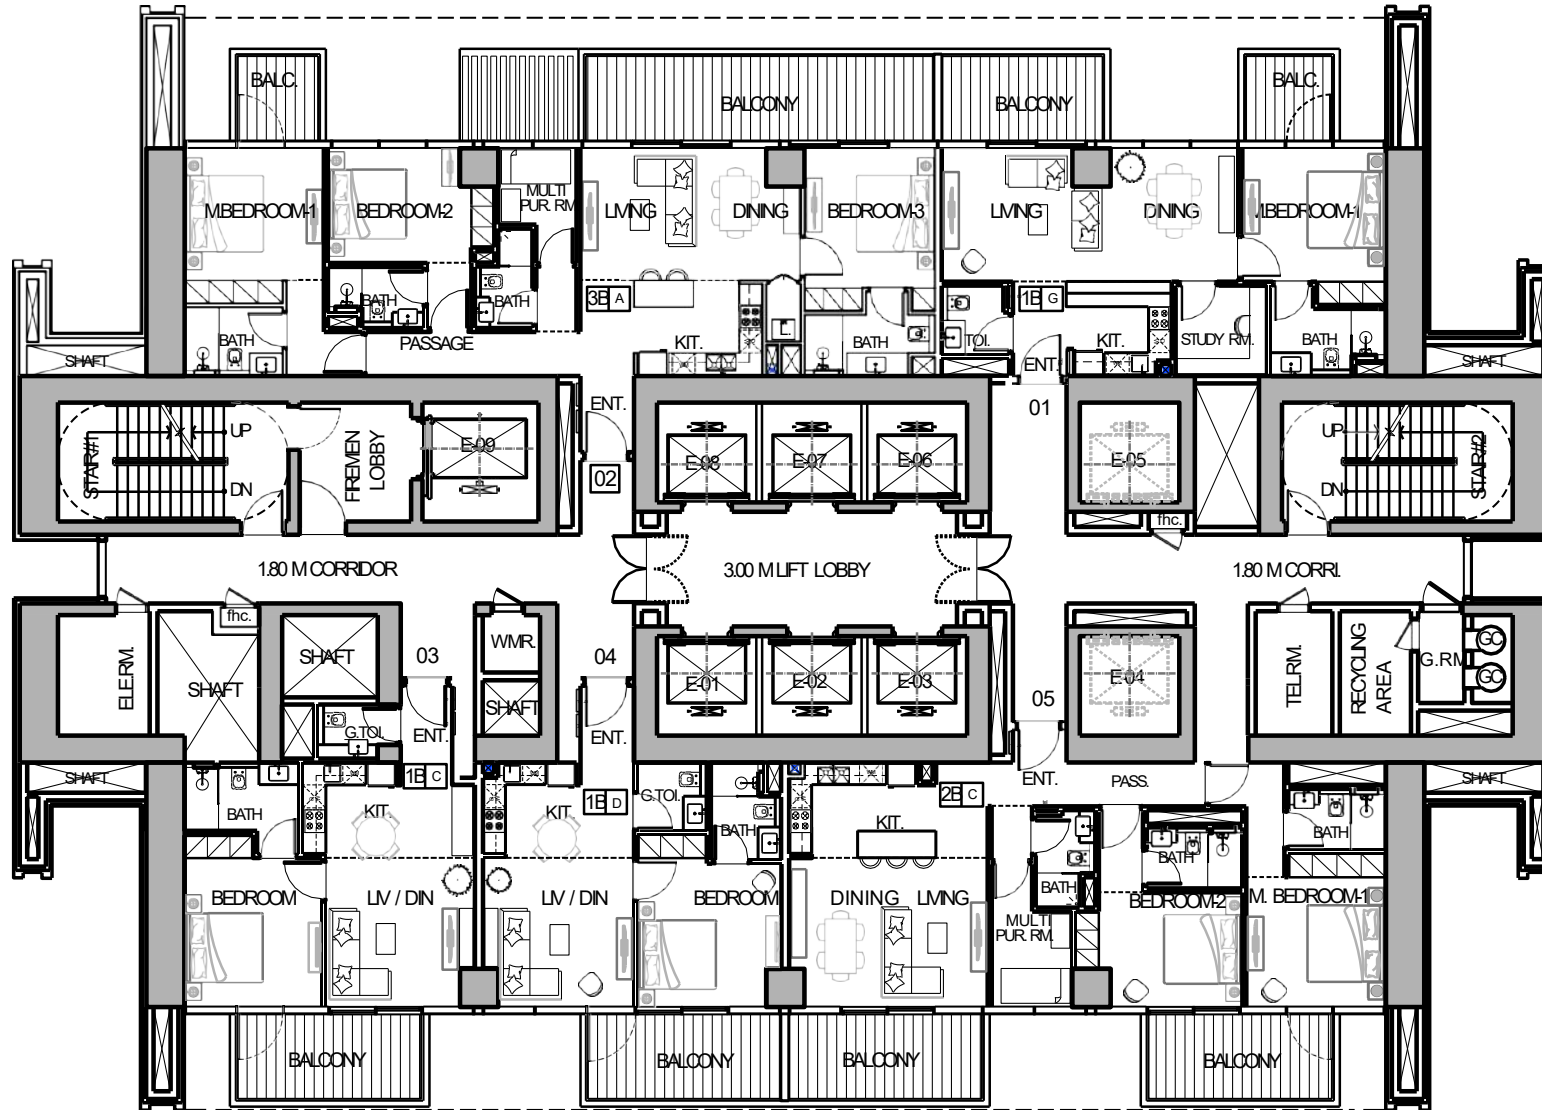 BALC.
BALCONY
BALCONY
BALC.
M.BEDROOM-1
BEDROOM-2
MULTI
PUR. RM.
LIVING
DINING
BEDROOM-3
LIVING
DINING
M.BEDROOM-1
BATH
BATH
3B A
1B G
BATH
PASSAGE
KIT.
BATH
TOI.
KIT.
STUDY RM.
BATH
SHAFT
SHAFT
ENT.
ENT.
01
STAIR#1
UP
DN
FIREMEN
LOBBY
E-09
02
E-08
E-07
E-06
E-05
UP
DN
STAIR#2
fhc.
1.80 M CORRIDOR
3.00 M LIFT LOBBY
1.80 M CORRI.
fhc.
ELE.RM.
SHAFT
SHAFT
03
WMR.
SHAFT
04
E-01
E-02
E-03
05
E-04
TEL.RM.
RECYCLING
AREA
G.RM
GC
GC
G.TOI.
ENT.
ENT.
ENT.
PASS.
SHAFT
SHAFT
BATH
1B C
KIT.
1B D
KIT.
G.TOI.
BATH
2B C
KIT.
BATH
BATH
BATH
BEDROOM
LIV / DIN
LIV / DIN
BEDROOM
DINING
LIVING
MULTI
PUR. RM.
BEDROOM-2
M. BEDROOM-1
BALCONY
BALCONY
BALCONY
BALCONY